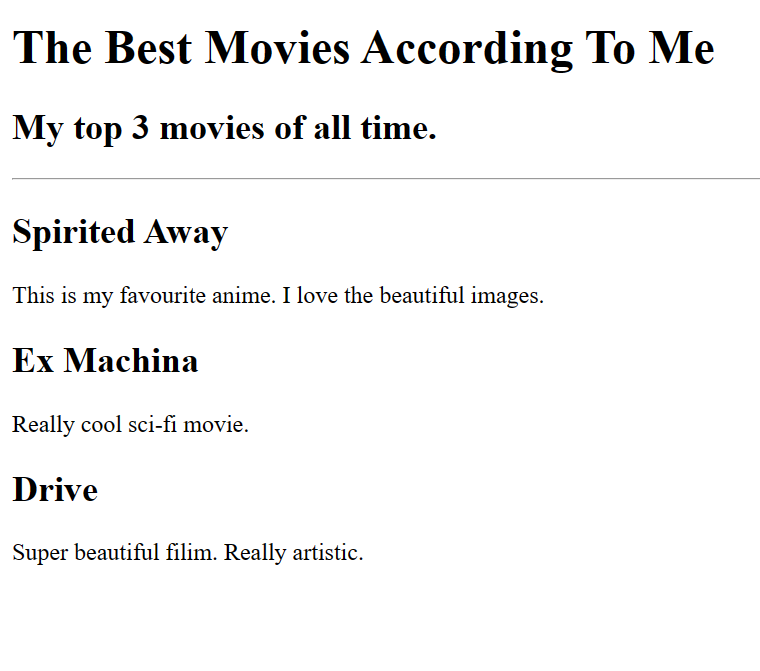 The Best Movies According To Me
My top 3 movies of all time.
Spirited Away
This is my favourite anime. I love the beautiful images.
Ex Machina
Really cool sci-fi movie.
Drive
Super beautiful filim. Really artistic.